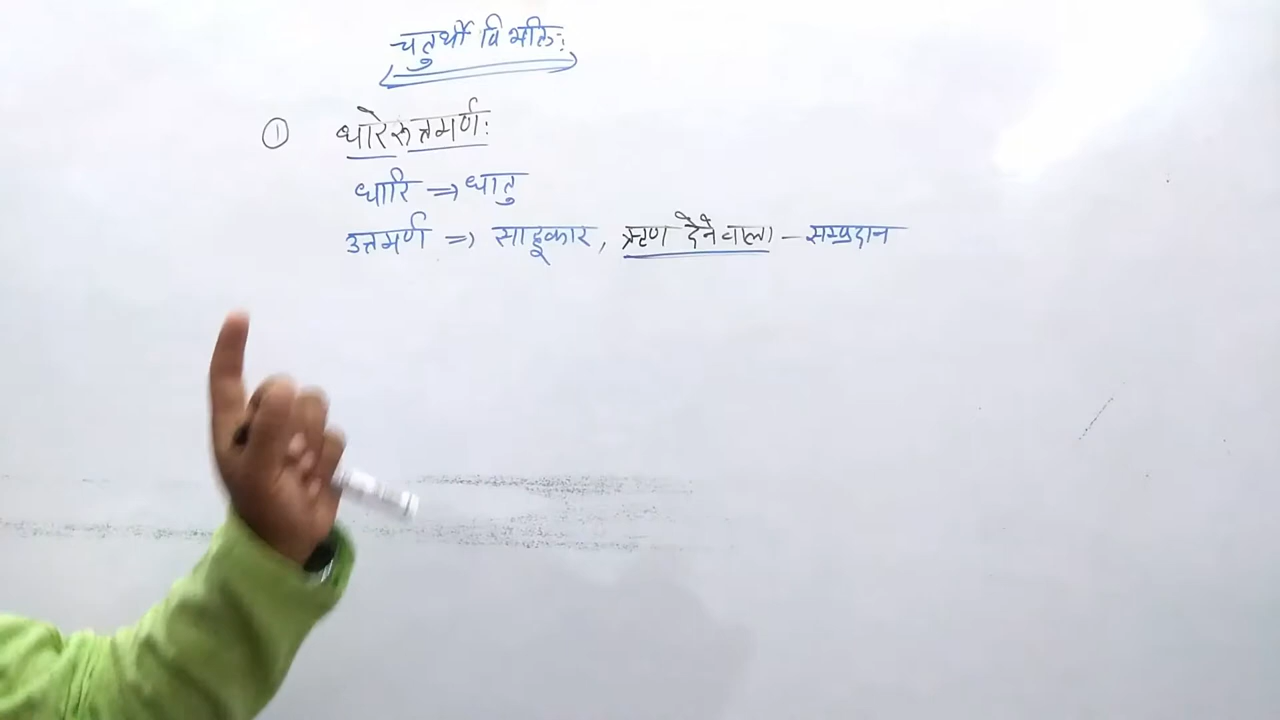 चतुर्थी विभक्ति:
① धारेरुत्तमर्ण:
धारि ⇒ धातु
उत्तमर्ण ⇒ साहूकार, ऋण देने वाला – सम्प्रदान